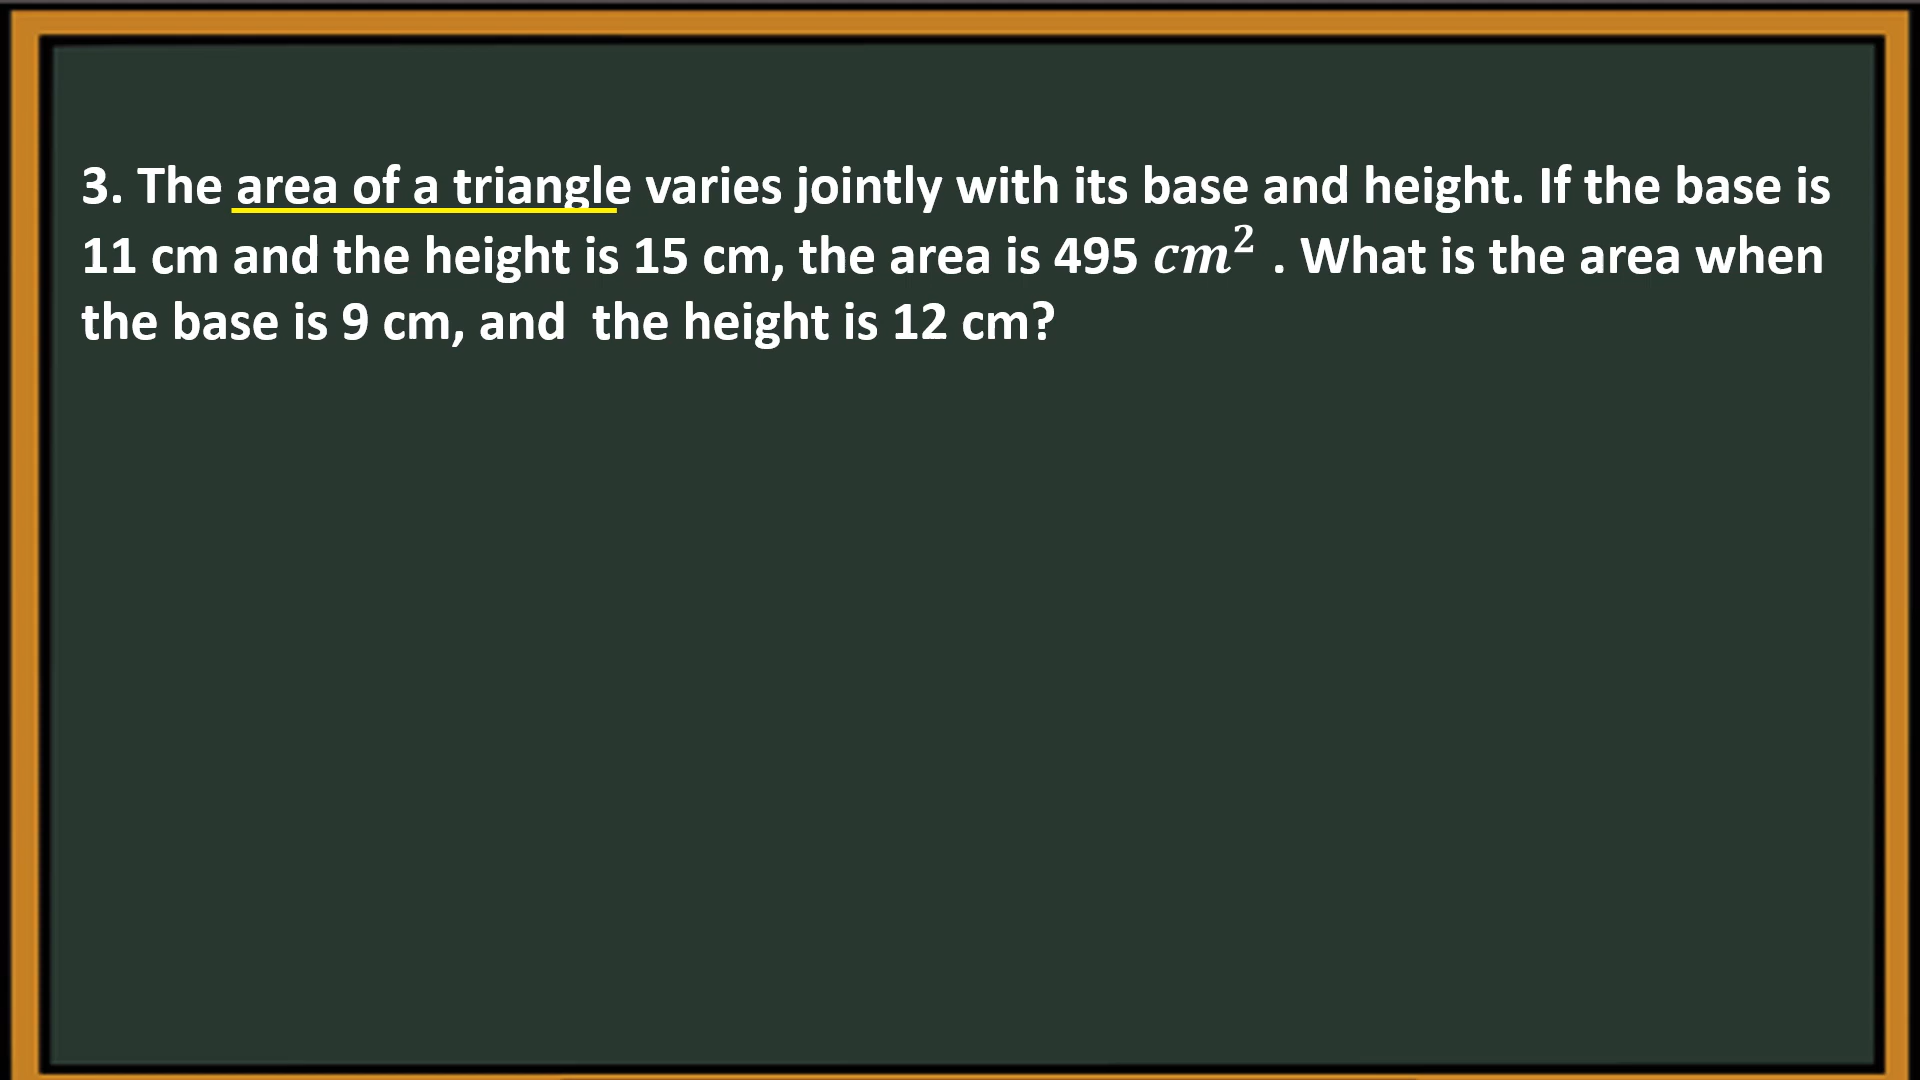 3. The area of a triangle varies jointly with its base and height. If the base is
11 cm and the height is 15 cm, the area is 495 cm² . What is the area when
the base is 9 cm, and  the height is 12 cm?